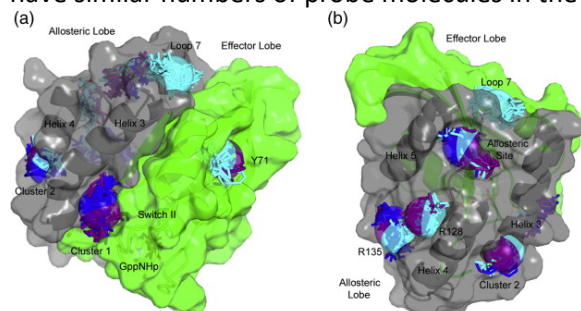 have similar numbers of probe molecules in the
(a)
(b)
Allosteric Lobe
Loop 7
Effector Lobe
Helix 4
Helix 3
Y71
Cluster 2
Switch II
Cluster 1
GppNHp
Effector Lobe
Loop 7
Helix 5
Allosteric
Site
Helix 3
R128
R135
Allosteric
Lobe
Helix 4
Cluster 2